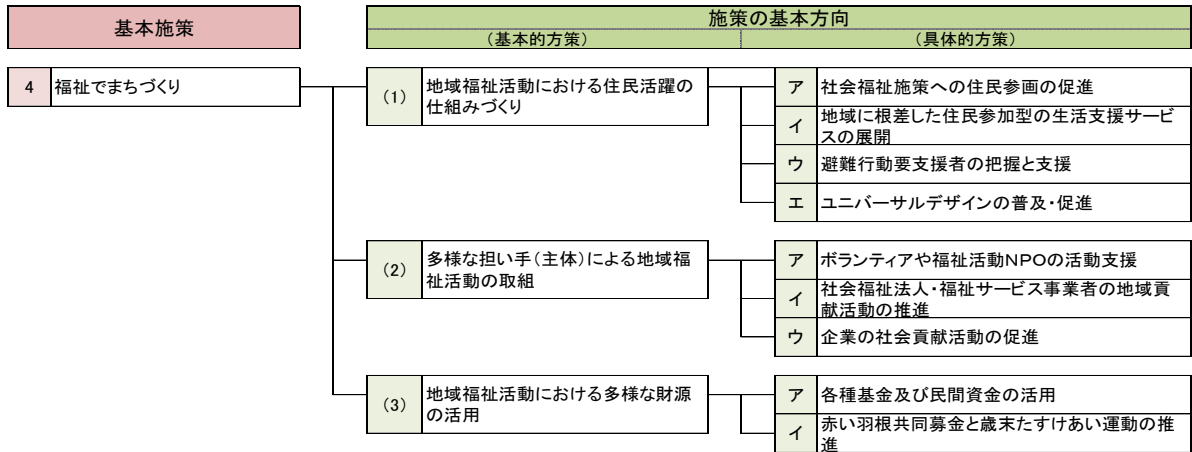 基本施策
施策の基本方向
(基本的方策)
(具体的方策)
4 福祉でまちづくり
(1) 地域福祉活動における住民活躍の
仕組みづくり
ア 社会福祉施策への住民参画の促進
イ 地域に根差した住民参加型の生活支援サービ
スの展開
ウ 避難行動要支援者の把握と支援
エ ユニバーサルデザインの普及・促進
(2) 多様な担い手(主体)による地域福
祉活動の取組
ア ボランティアや福祉活動NPOの活動支援
イ 社会福祉法人・福祉サービス事業者の地域貢
献活動の推進
ウ 企業の社会貢献活動の促進
(3) 地域福祉活動における多様な財源
の活用
ア 各種基金及び民間資金の活用
イ 赤い羽根共同募金と歳末たすけあい運動の推
進